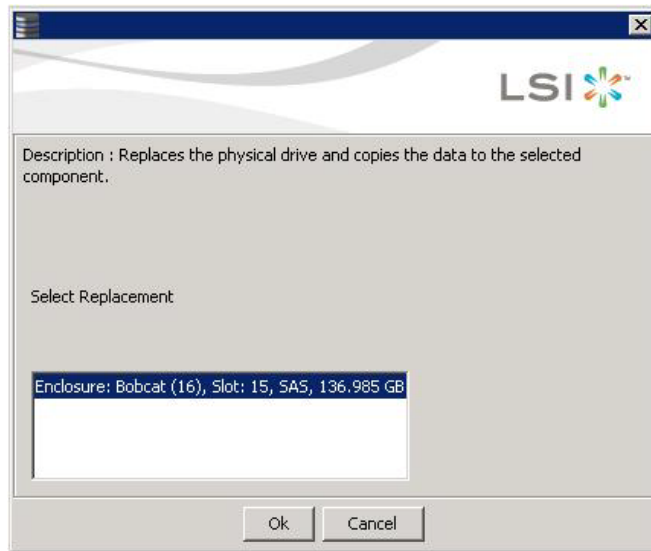 LSI
Description : Replaces the physical drive and copies the data to the selected
component.
Select Replacement
Enclosure: Bobcat (16), Slot: 15, SAS, 136.985 GB
Ok
Cancel